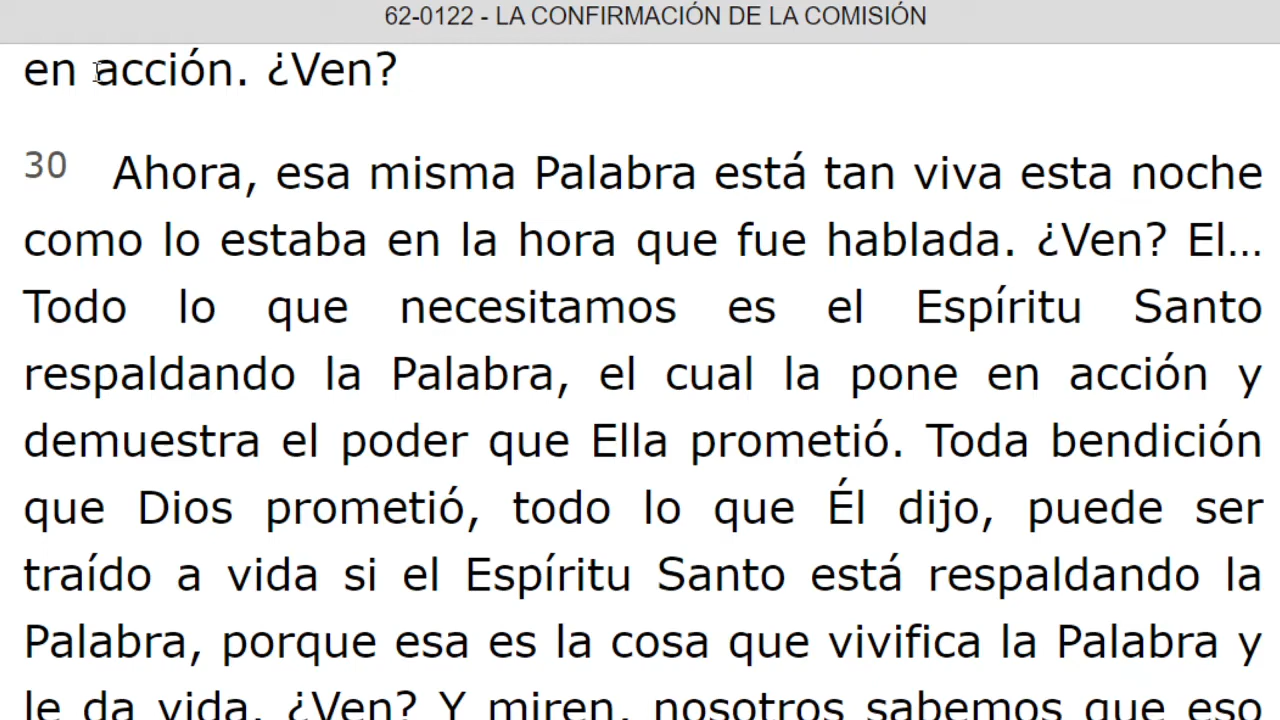 62-0122 - LA CONFIRMACIÓN DE LA COMISIÓN
en acción. ¿Ven?
30 Ahora, esa misma Palabra está tan viva esta noche
como lo estaba en la hora que fue hablada. ¿Ven? El...
Todo lo que necesitamos es el Espíritu Santo
respaldando la Palabra, el cual la pone en acción y
demuestra el poder que Ella prometió. Toda bendición
que Dios prometió, todo lo que Él dijo, puede ser
traído a vida si el Espíritu Santo está respaldando la
Palabra, porque esa es la cosa que vivifica la Palabra y
le da vida. ¿Ven? Y miren, nosotros sabemos que eso